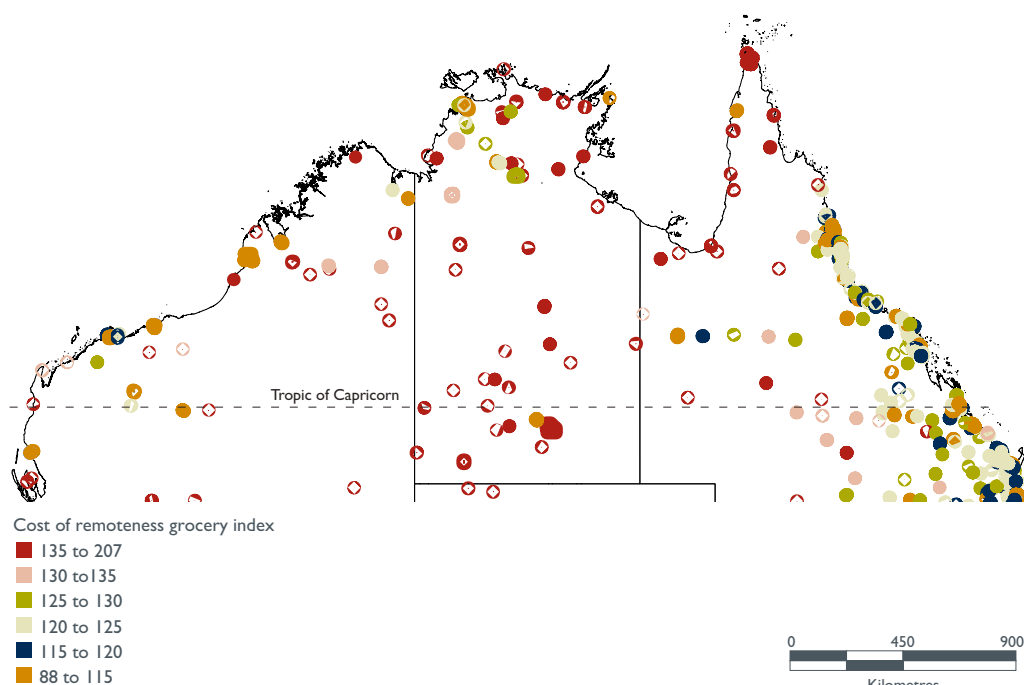 Tropic of Capricorn
Cost of remoteness grocery index
135 to 207
130 to135
125 to 130
120 to 125
115 to 120
88 to 115
0 450 900
Kilometres